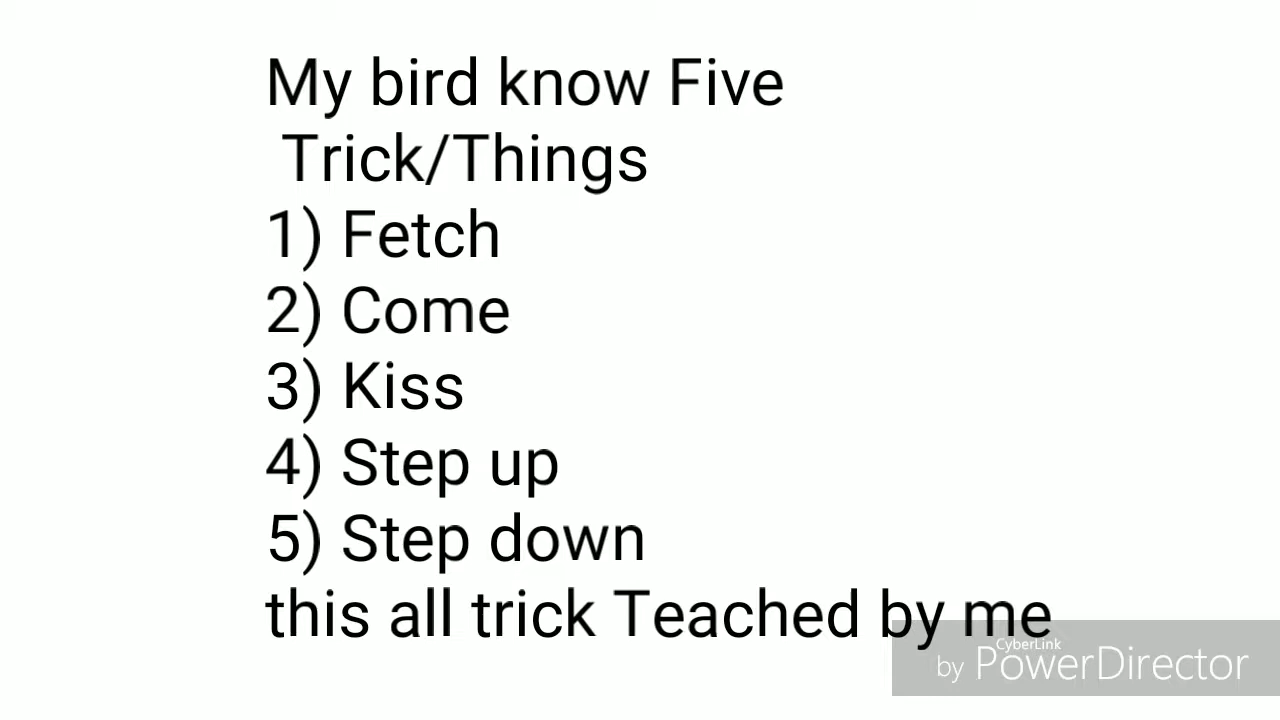 My bird know Five
Trick/Things
1) Fetch
2) Come
3) Kiss
4) Step up
5) Step down
this all trick Teached by me
CyberLink
by PowerDirector